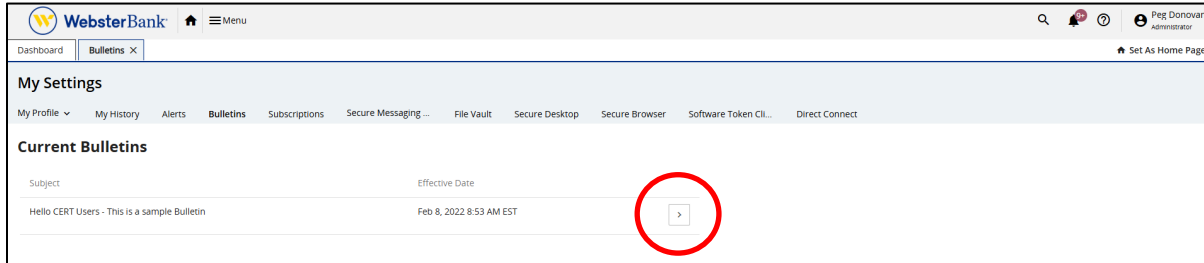 WebsterBank Menu 9+ Peg Donovan
Administrator
Dashboard Bulletins × Set As Home Page
My Settings
My Profile My History Alerts Bulletins Subscriptions Secure Messaging ... File Vault Secure Desktop Secure Browser Software Token Cli... Direct Connect
Current Bulletins
Subject Effective Date
Hello CERT Users - This is a sample Bulletin Feb 8, 2022 8:53 AM EST